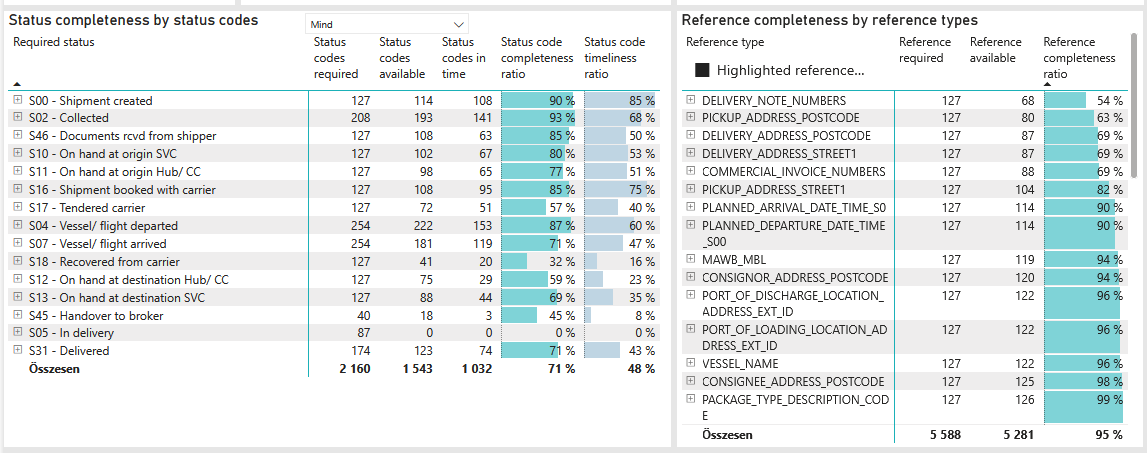 Status completeness by status codes
Mind
Required status Status codes required Status codes available Status codes in time Status code completeness ratio Status code timeliness ratio
S00 - Shipment created 127 114 108 90 % 85 %
S02 - Collected 208 193 141 93 % 68 %
S46 - Documents rcvd from shipper 127 108 63 85 % 50 %
S10 - On hand at origin SVC 127 102 67 80 % 53 %
S11 - On hand at origin Hub/ CC 127 98 65 77 % 51 %
S16 - Shipment booked with carrier 127 108 95 85 % 75 %
S17 - Tendered carrier 127 72 51 57 % 40 %
S04 - Vessel/ flight departed 254 222 153 87 % 60 %
S07 - Vessel/ flight arrived 254 181 119 71 % 47 %
S18 - Recovered from carrier 127 41 20 32 % 16 %
S12 - On hand at destination Hub/ CC 127 75 29 59 % 23 %
S13 - On hand at destination SVC 127 88 44 69 % 35 %
S45 - Handover to broker 40 18 3 45 % 8 %
S05 - In delivery 87 0 0 0 % 0 %
S31 - Delivered 174 123 74 71 % 43 %
Összesen 2 160 1 543 1 032 71 % 48 %
Reference completeness by reference types
Reference type Reference required Reference available Reference completeness ratio
Highlighted reference...
DELIVERY_NOTE_NUMBERS 127 68 54 %
PICKUP_ADDRESS_POSTCODE 127 80 63 %
DELIVERY_ADDRESS_POSTCODE 127 87 69 %
DELIVERY_ADDRESS_STREET1 127 87 69 %
COMMERCIAL_INVOICE_NUMBERS 127 88 69 %
PICKUP_ADDRESS_STREET1 127 104 82 %
PLANNED_ARRIVAL_DATE_TIME_S0 127 114 90 %
PLANNED_DEPARTURE_DATE_TIME 127 114 90 %
_S00
MAWB_MBL 127 119 94 %
CONSIGNOR_ADDRESS_POSTCODE 127 120 94 %
PORT_OF_DISCHARGE_LOCATION_ 127 122 96 %
ADDRESS_EXT_ID
PORT_OF_LOADING_LOCATION_AD 127 122 96 %
DRESS_EXT_ID
VESSEL_NAME 127 122 96 %
CONSIGNEE_ADDRESS_POSTCODE 127 125 98 %
PACKAGE_TYPE_DESCRIPTION_COD 127 126 99 %
E
Összesen 5 588 5 281 95 %